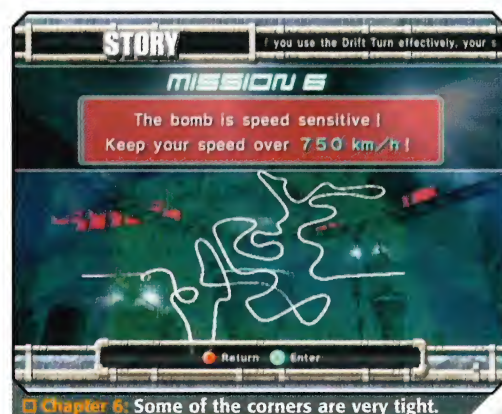 STORY
! you use the Drift Turn effectively, your
MISSION 6
The bomb is speed sensitive!
Keep your speed over 750 km/h!
Return Enter
Chapter 6: Some of the corners are very tight.